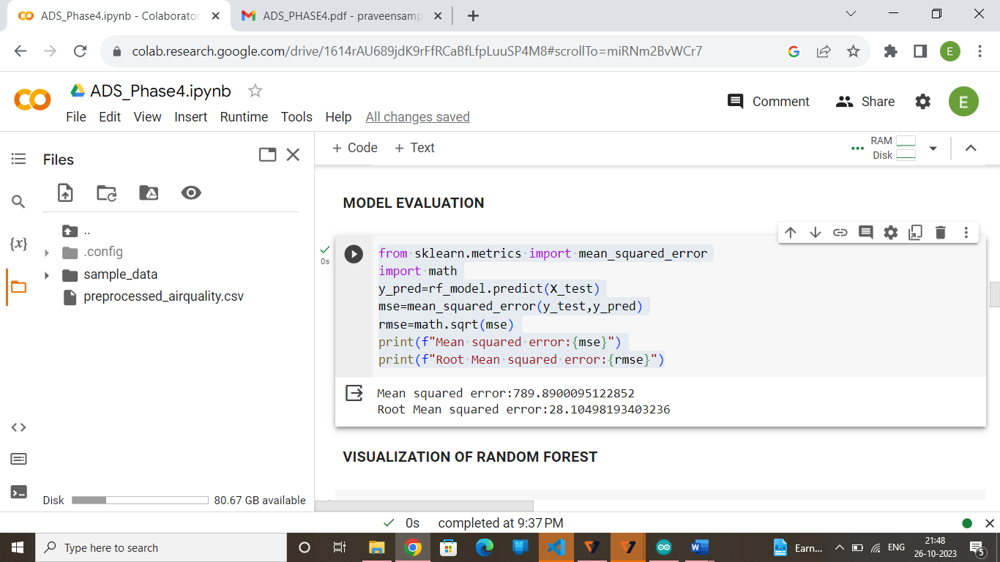 ADS_Phase4.ipynb - Colaborato
ADS_PHASE4.pdf - praveensamp
colab.research.google.com/drive/1614rAU689jdK9rFfRCaBfLfpLuuSP4M8#scrollTo=miRNm2BvWCr7
E
ADS_Phase4.ipynb
File Edit View Insert Runtime Tools Help All changes saved
Comment Share E
Files
+ Code + Text
RAM
Disk
..
.config
sample_data
preprocessed_airquality.csv
{x}
Disk 80.67 GB available
MODEL EVALUATION
0s
from sklearn.metrics import mean_squared_error
import math
y_pred=rf_model.predict(X_test)
mse=mean_squared_error(y_test,y_pred)
rmse=math.sqrt(mse)
print(f"Mean squared error:{mse}")
print(f"Root Mean squared error:{rmse}")
Mean squared error:789.8900095122852
Root Mean squared error:28.10498193403236
VISUALIZATION OF RANDOM FOREST
0s completed at 9:37 PM
Type here to search
Earn...
ENG
21:48
26-10-2023
5